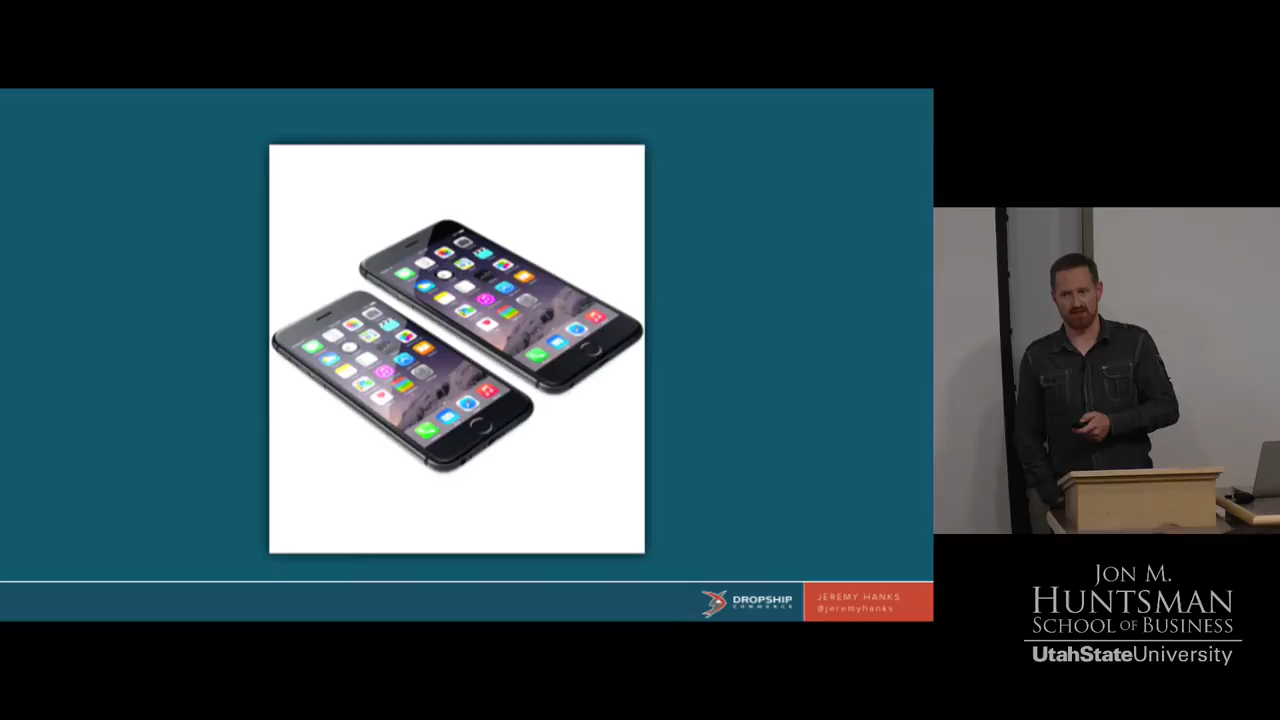 DROPSHIP
COMMERCE
JEREMY HANKS
@jeremyhanks
JON M.
HUNTSMAN
SCHOOL OF BUSINESS
UtahStateUniversity